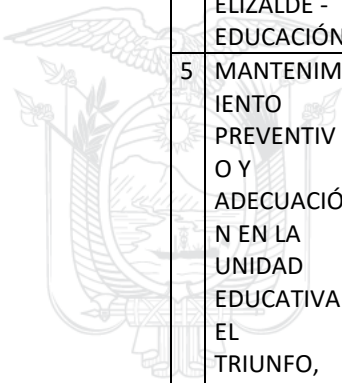 ELIZALDE -
EDUCACIÓN
5 MANTENIM
IENTO
PREVENTIV
O Y
ADECUACIÓ
N EN LA
UNIDAD
EDUCATIVA
EL
TRIUNFO,